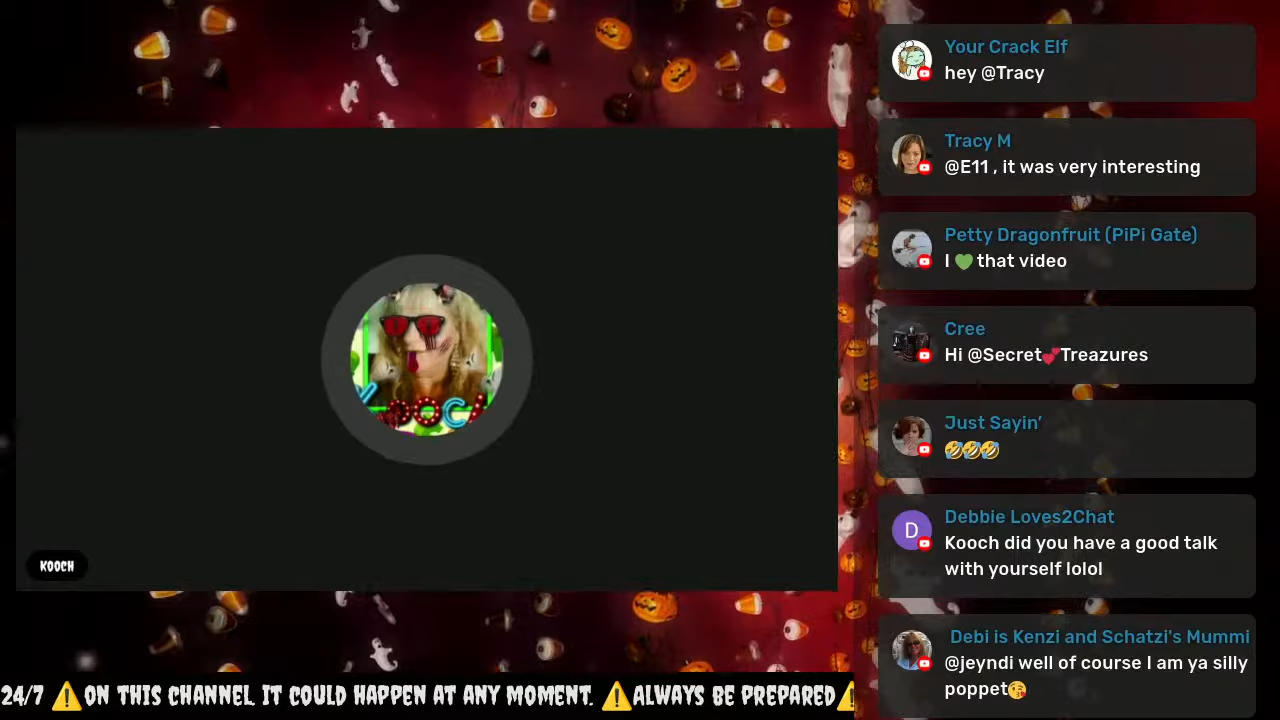 KOOCH
24/7 ⚠️ON THIS CHANNEL IT COULD HAPPEN AT ANY MOMENT. ⚠️ALWAYS BE PREPARED⚠️
Your Crack Elf
hey @Tracy
Tracy M
@E11 , it was very interesting
Petty Dragonfruit (PiPi Gate)
I 💚 that video
Cree
Hi @Secret💕Treazures
Just Sayin’
🤣🤣🤣
D
Debbie Loves2Chat
Kooch did you have a good talk
with yourself lolol
Debi is Kenzi and Schatzi's Mummi
@jeyndi well of course I am ya silly
poppet😘